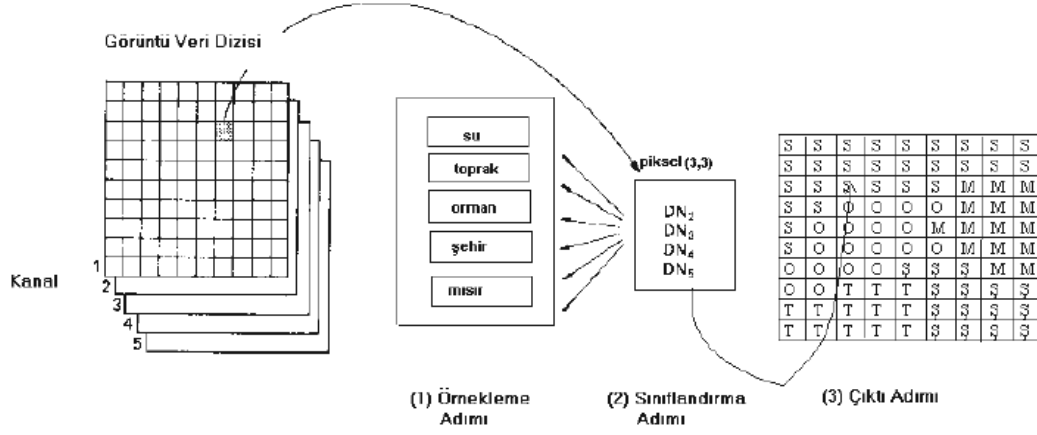 Görüntü Veri Dizisi
Kanal
1
2
3
4
5
su
toprak
orman
şehir
mısır
piksel (3,3)
DN2
DN3
DN4
DN5
S S S S S S S S S
S S S S S S S S S
S S S S S S M M M
S S O O O O M M M
S O O O O M M M M
S O O O O O M M M
O O O O Ş Ş Ş M M
O O T T T Ş Ş Ş Ş
T T T T T Ş Ş Ş Ş
T T T T T Ş Ş Ş Ş
(1) Örnekleme
Adımı
(2) Sınıflandırma
Adımı
(3) Çıktı Adımı